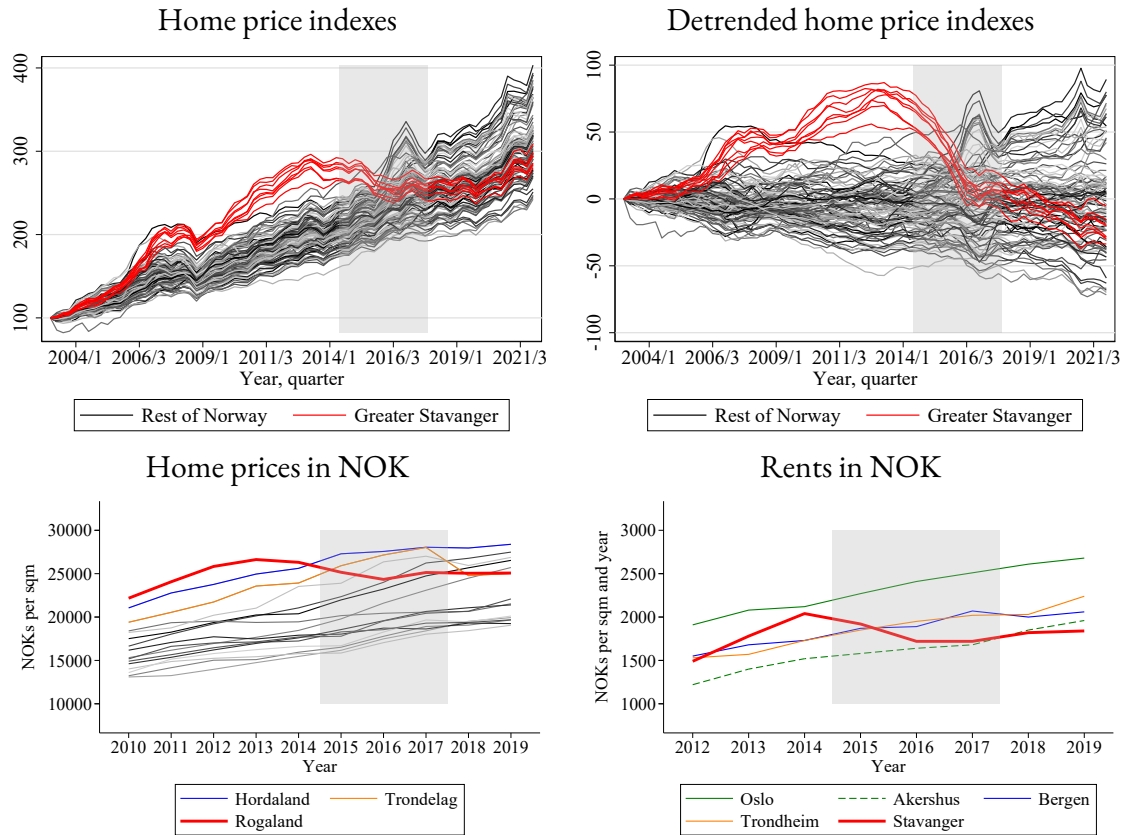 Home price indexes
400
300
200
100
2004/1 2006/3 2009/1 2011/3 2014/1 2016/3 2019/1 2021/3
Year, quarter
Rest of Norway Greater Stavanger
Detrended home price indexes
100
50
0
-50
-100
2004/1 2006/3 2009/1 2011/3 2014/1 2016/3 2019/1 2021/3
Year, quarter
Rest of Norway Greater Stavanger
Home prices in NOK
NOKs per sqm
30000
25000
20000
15000
10000
2010 2011 2012 2013 2014 2015 2016 2017 2018 2019
Year
Hordaland Trondelag
Rogaland
Rents in NOK
NOKs per sqm and year
3000
2500
2000
1500
1000
2012 2013 2014 2015 2016 2017 2018 2019
Year
Oslo Akershus Bergen
Trondheim Stavanger